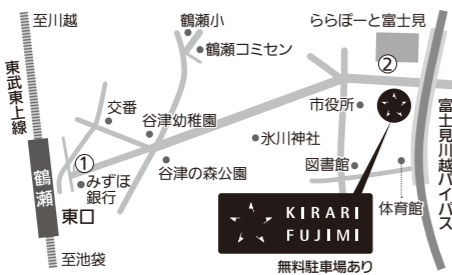 至川越
鶴瀬小
ららぽーと富士見
鶴瀬コミセン
②
東武東上線
交番
谷津幼稚園
市役所
氷川神社
富士見川越バイパス
①
みずほ
銀行
谷津の森公園
図書館
鶴瀬
東口
体育館
KIRARI
FUJIMI
至池袋
無料駐車場あり